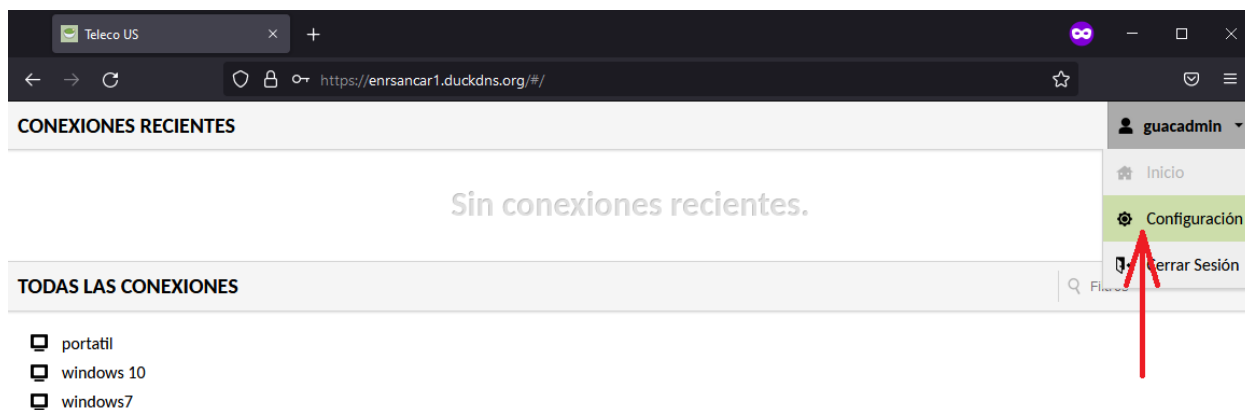 Teleco US
https://enrsancar1.duckdns.org/#/
CONEXIONES RECIENTES
guacadmin
Inicio
Sin conexiones recientes.
Configuración
Cerrar Sesión
TODAS LAS CONEXIONES
portatil
windows 10
windows7